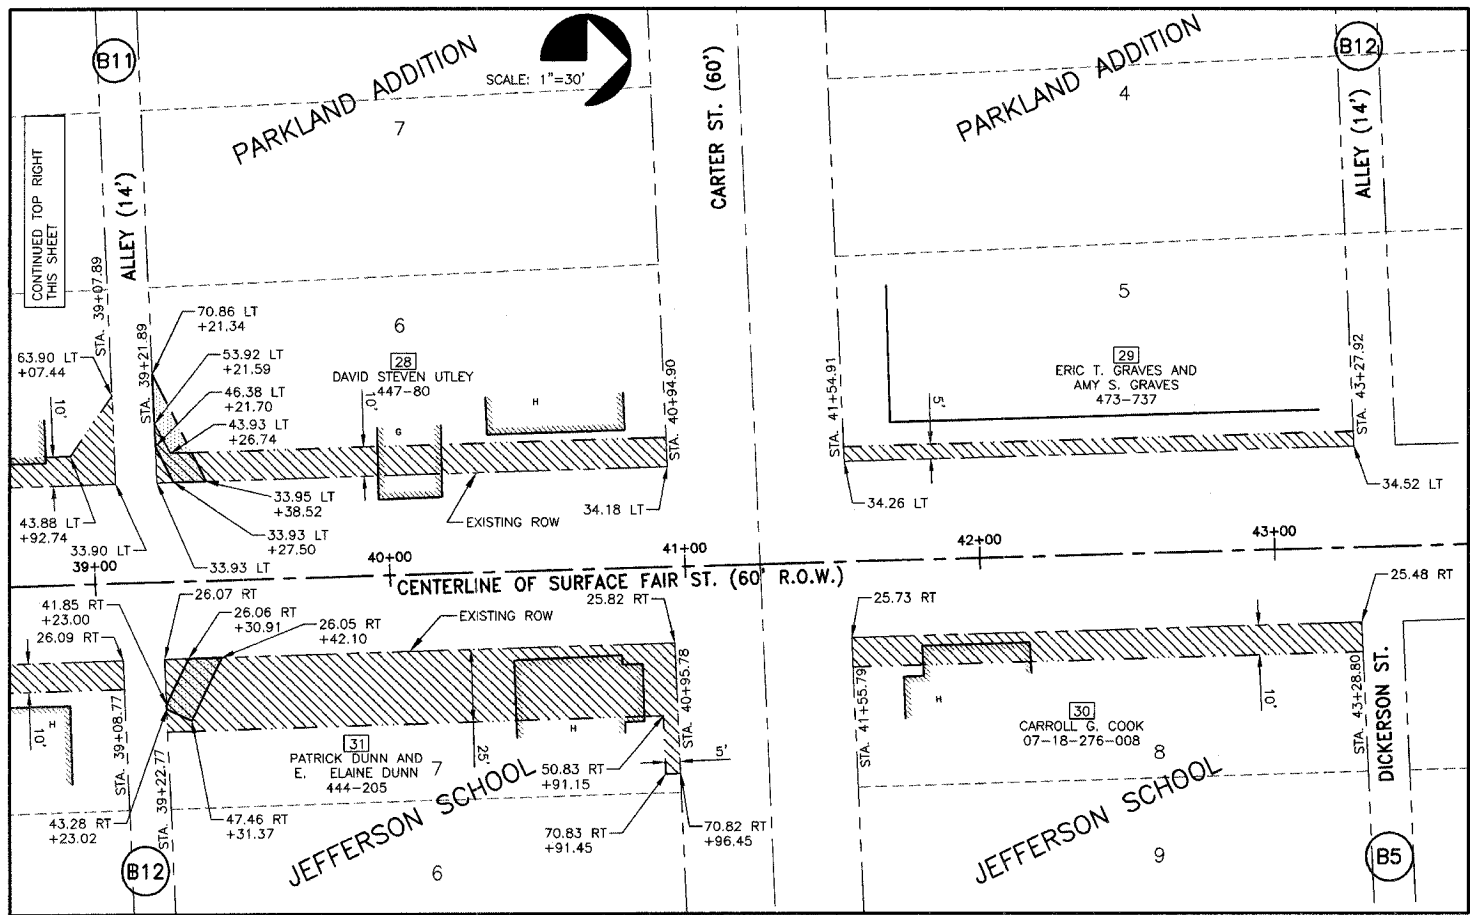 B11
PARKLAND ADDITION
7
SCALE: 1"=30'
CARTER ST. (60')
PARKLAND ADDITION
4
B12
ALLEY (14')
CONTINUED TOP RIGHT
THIS SHEET
ALLEY (14')
STA. 39+07.89
STA. 39+21.89
70.86 LT
+21.34
6
5
63.90 LT
+07.44
53.92 LT
+21.59
28
DAVID STEVEN UTLEY
447-80
29
ERIC T. GRAVES AND
AMY S. GRAVES
473-737
STA. 40+94.90
STA. 41+54.91
STA. 43+27.92
46.38 LT
+21.70
43.93 LT
+26.74
10'
10'
H
G
5'
33.95 LT
+38.52
34.18 LT
34.26 LT
34.52 LT
EXISTING ROW
43.88 LT
+92.74
33.93 LT
+27.50
33.90 LT
33.93 LT
39+00
40+00
41+00
42+00
43+00
CENTERLINE OF SURFACE FAIR ST. (60' R.O.W.)
41.85 RT
+23.00
26.09 RT
26.07 RT
26.06 RT
+30.91
26.05 RT
+42.10
EXISTING ROW
25.82 RT
25.73 RT
25.48 RT
H
10'
STA. 39+08.77
STA. 39+22.77
31
PATRICK DUNN AND
E. ELAINE DUNN
444-205
7
25'
H
STA. 40+95.78
5'
STA. 41+55.79
H
30
CARROLL G. COOK
07-18-276-008
8
10'
STA. 43+28.80
DICKERSON ST.
50.83 RT
+91.15
43.28 RT
+23.02
47.46 RT
+31.37
70.83 RT
+91.45
70.82 RT
+96.45
B12
JEFFERSON SCHOOL
6
JEFFERSON SCHOOL
9
B5